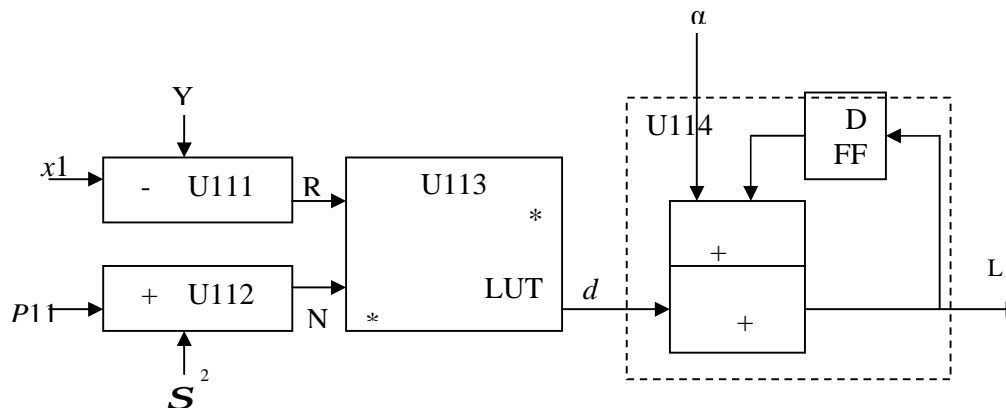 α
Y
U114
D
FF
x1
- U111
R
U113
*
+
L
P11
+ U112
N
LUT
*
d
+
S 2